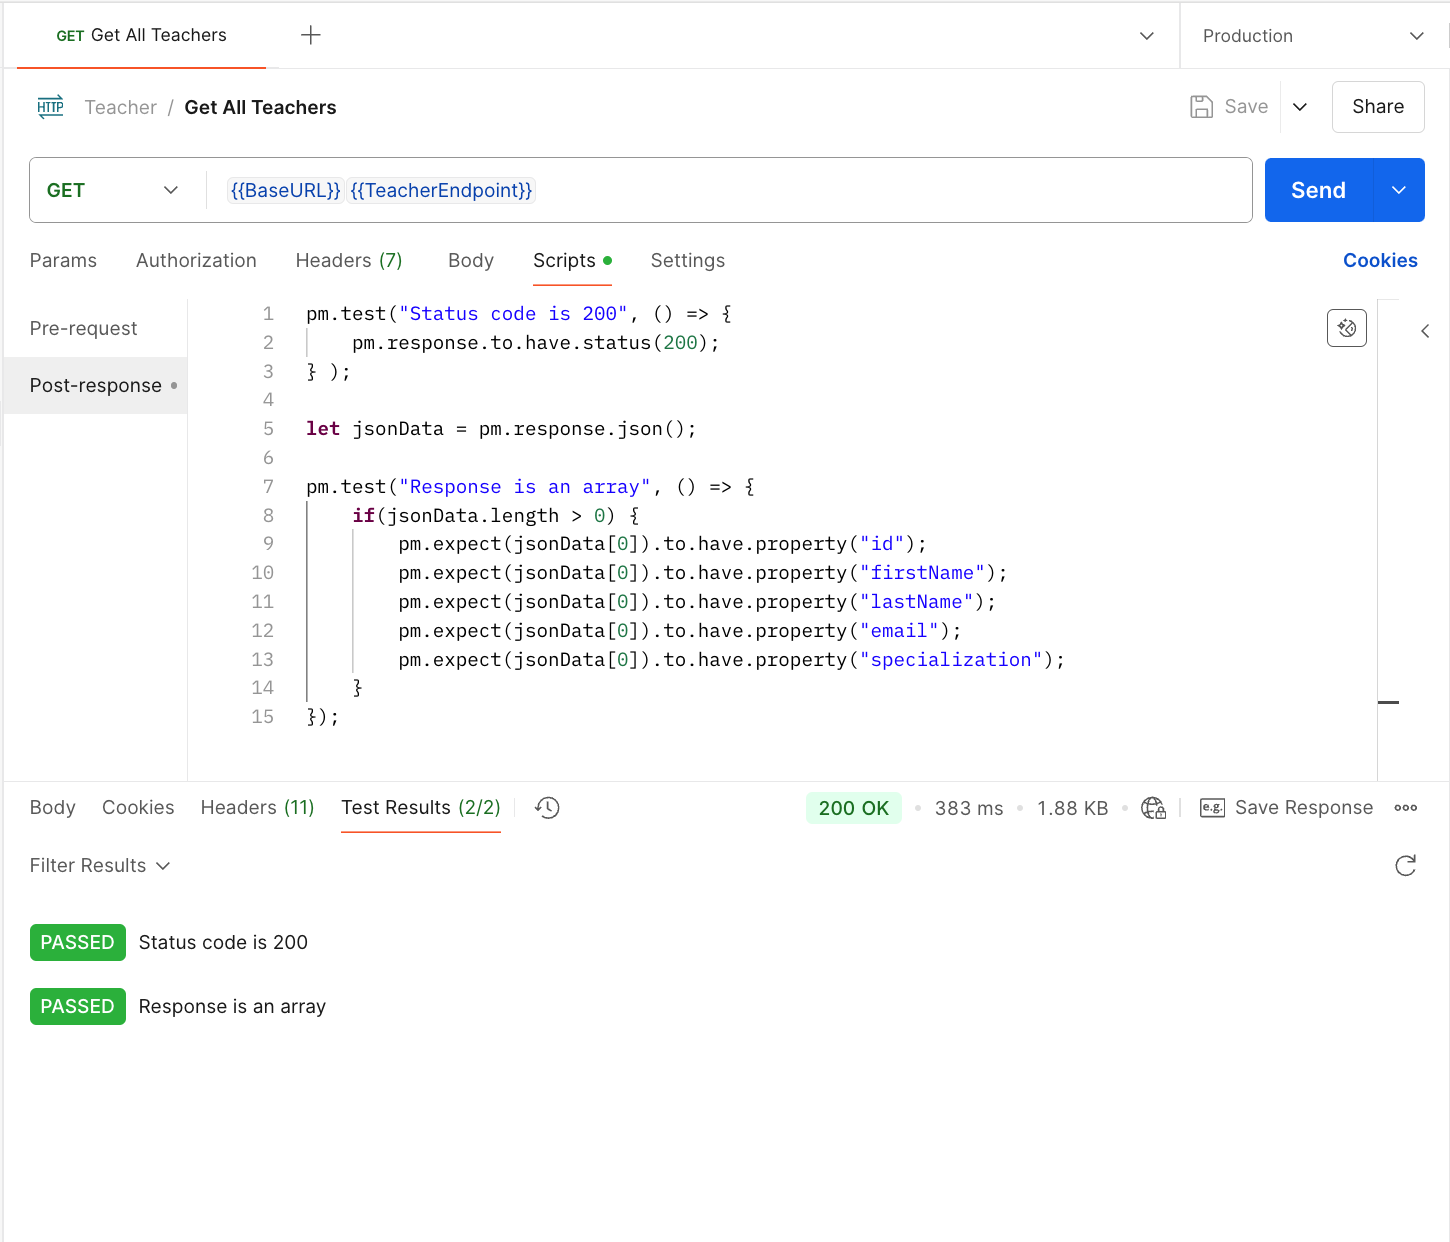 GET Get All Teachers
Production
HTTP Teacher / Get All Teachers
Save
Share
GET {{BaseURL}} {{TeacherEndpoint}}
Send
Params Authorization Headers (7) Body Scripts Settings Cookies
Pre-request
Post-response
1 pm.test("Status code is 200", () => {
2 pm.response.to.have.status(200);
3 } );
4
5 let jsonData = pm.response.json();
6
7 pm.test("Response is an array", () => {
8 if(jsonData.length > 0) {
9 pm.expect(jsonData[0]).to.have.property("id");
10 pm.expect(jsonData[0]).to.have.property("firstName");
11 pm.expect(jsonData[0]).to.have.property("lastName");
12 pm.expect(jsonData[0]).to.have.property("email");
13 pm.expect(jsonData[0]).to.have.property("specialization");
14 }
15 });
Body Cookies Headers (11) Test Results (2/2) 200 OK • 383 ms • 1.88 KB • e.g. Save Response
Filter Results
PASSED Status code is 200
PASSED Response is an array